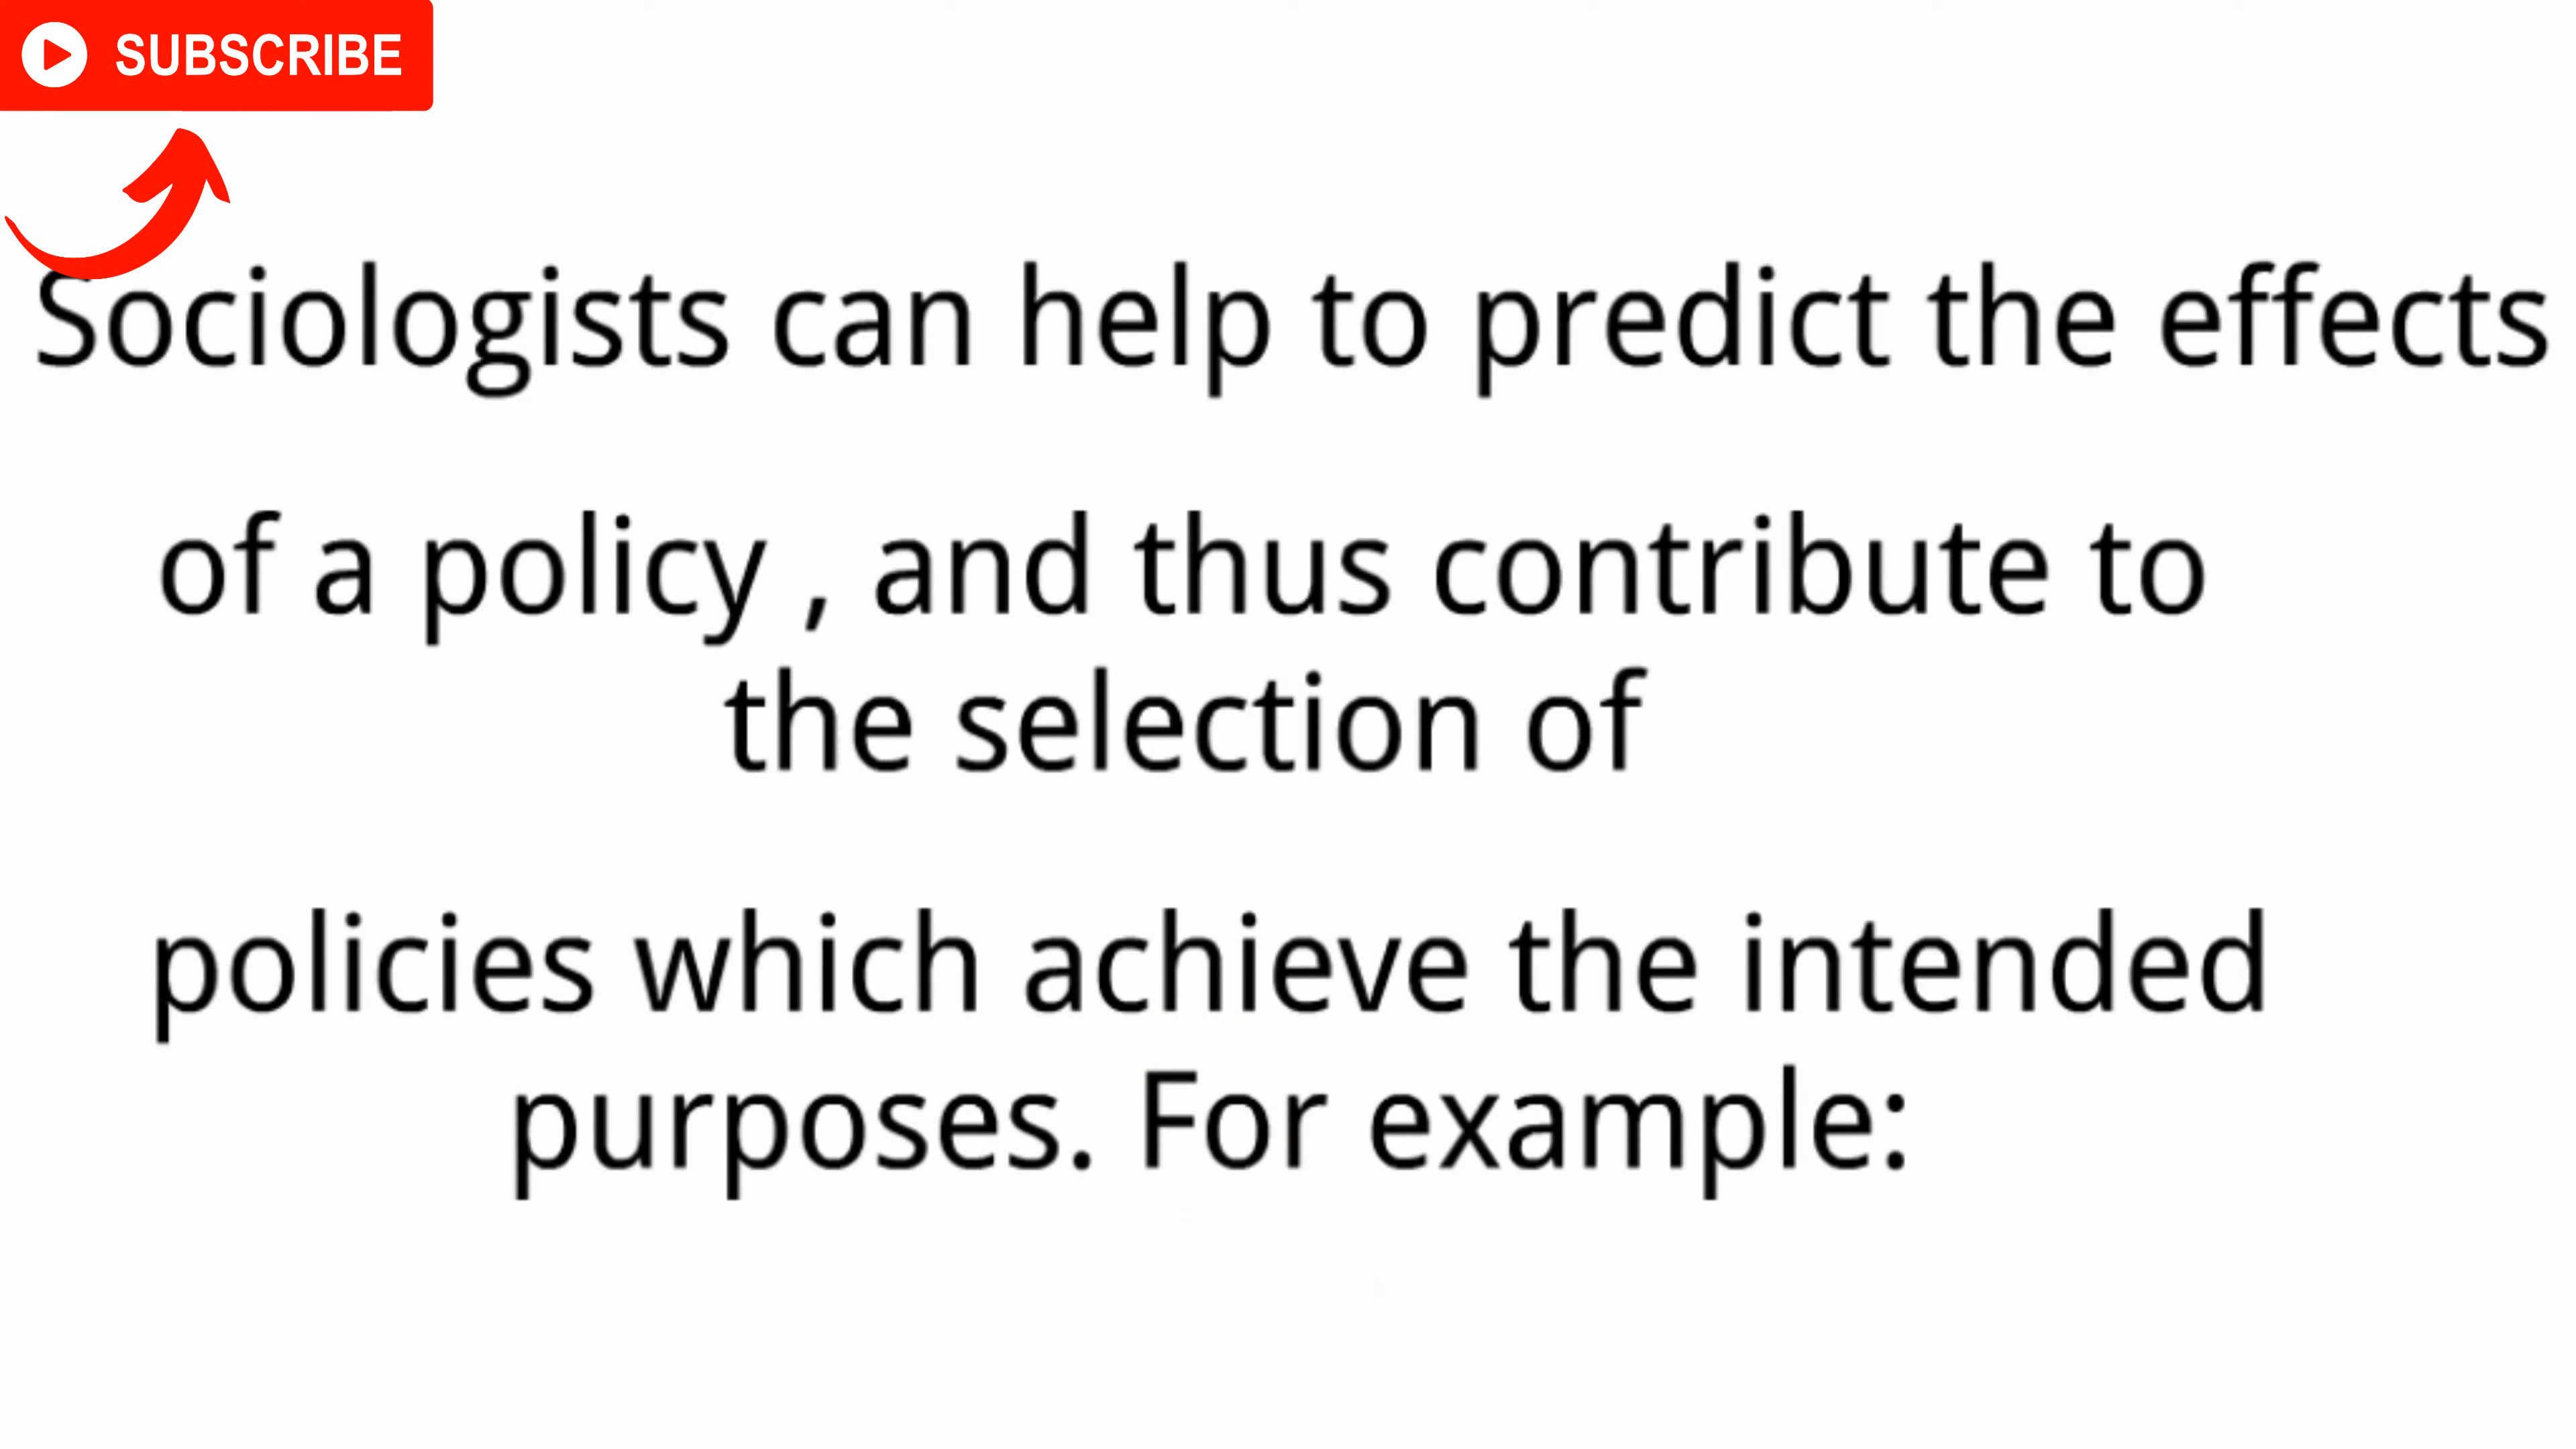 SUBSCRIBE
Sociologists can help to predict the effects
of a policy , and thus contribute to
the selection of
policies which achieve the intended
purposes. For example: